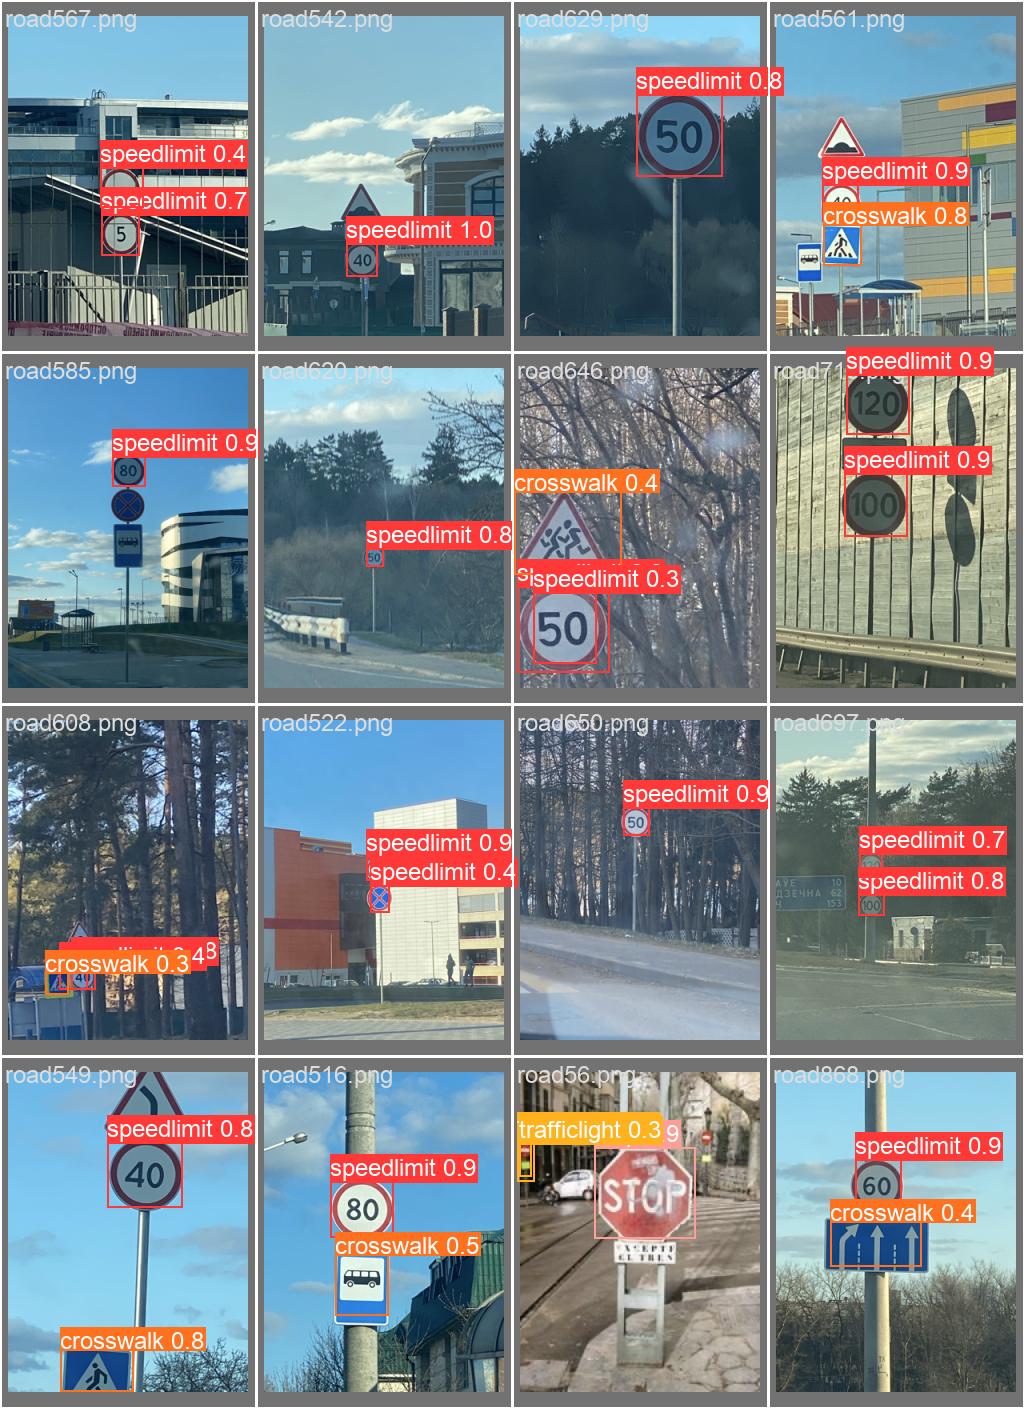 road567.png
speedlimit 0.4
speedlimit 0.7
5
road542.png
speedlimit 1.0
40
road629.png
speedlimit 0.8
50
road561.png
speedlimit 0.9
crosswalk 0.8
road585.png
speedlimit 0.9
80
road620.png
speedlimit 0.8
50
road646.png
crosswalk 0.4
speedlimit 0.3
50
speedlimit 0.9
120
speedlimit 0.9
100
road608.png
crosswalk 0.3
40
road522.png
speedlimit 0.9
speedlimit 0.4
road650.png
speedlimit 0.9
50
road697.png
speedlimit 0.7
120
speedlimit 0.8
100
10
62
153
road549.png
speedlimit 0.8
40
crosswalk 0.8
road516.png
speedlimit 0.9
80
crosswalk 0.5
road56.png
trafficlight 0.3
STOP
road868.png
speedlimit 0.9
60
crosswalk 0.4